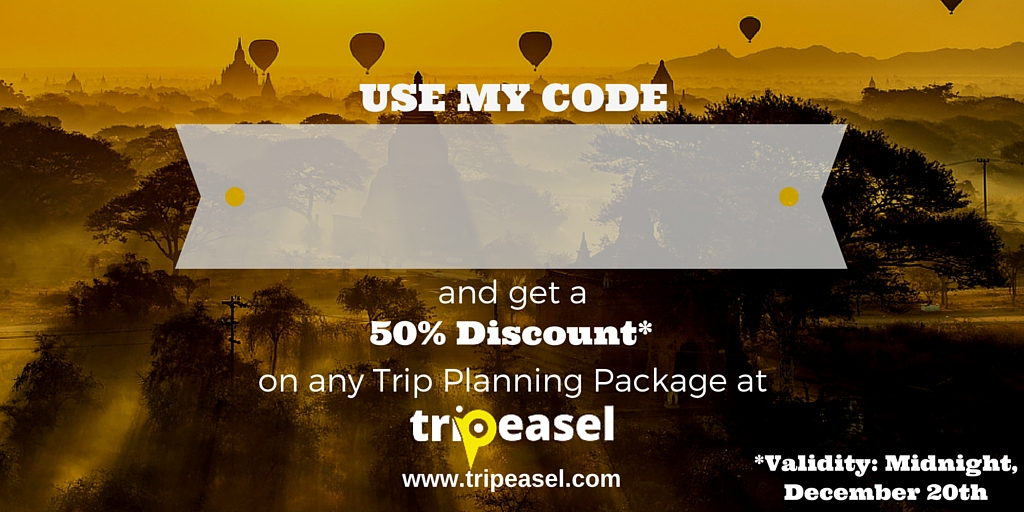 USE MY CODE
and get a
50% Discount*
on any Trip Planning Package at
tripeasel
www.tripeasel.com
*Validity: Midnight,
December 20th